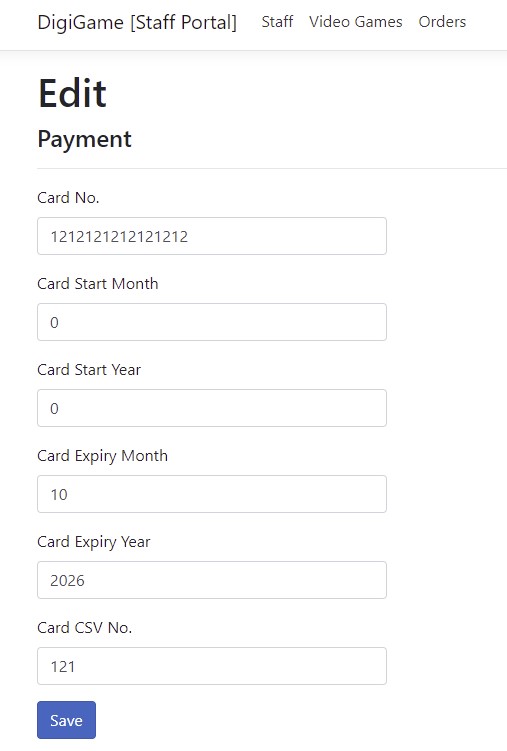 DigiGame [Staff Portal] Staff Video Games Orders
Edit
Payment
Card No.
1212121212121212
Card Start Month
0
Card Start Year
0
Card Expiry Month
10
Card Expiry Year
2026
Card CSV No.
121
Save